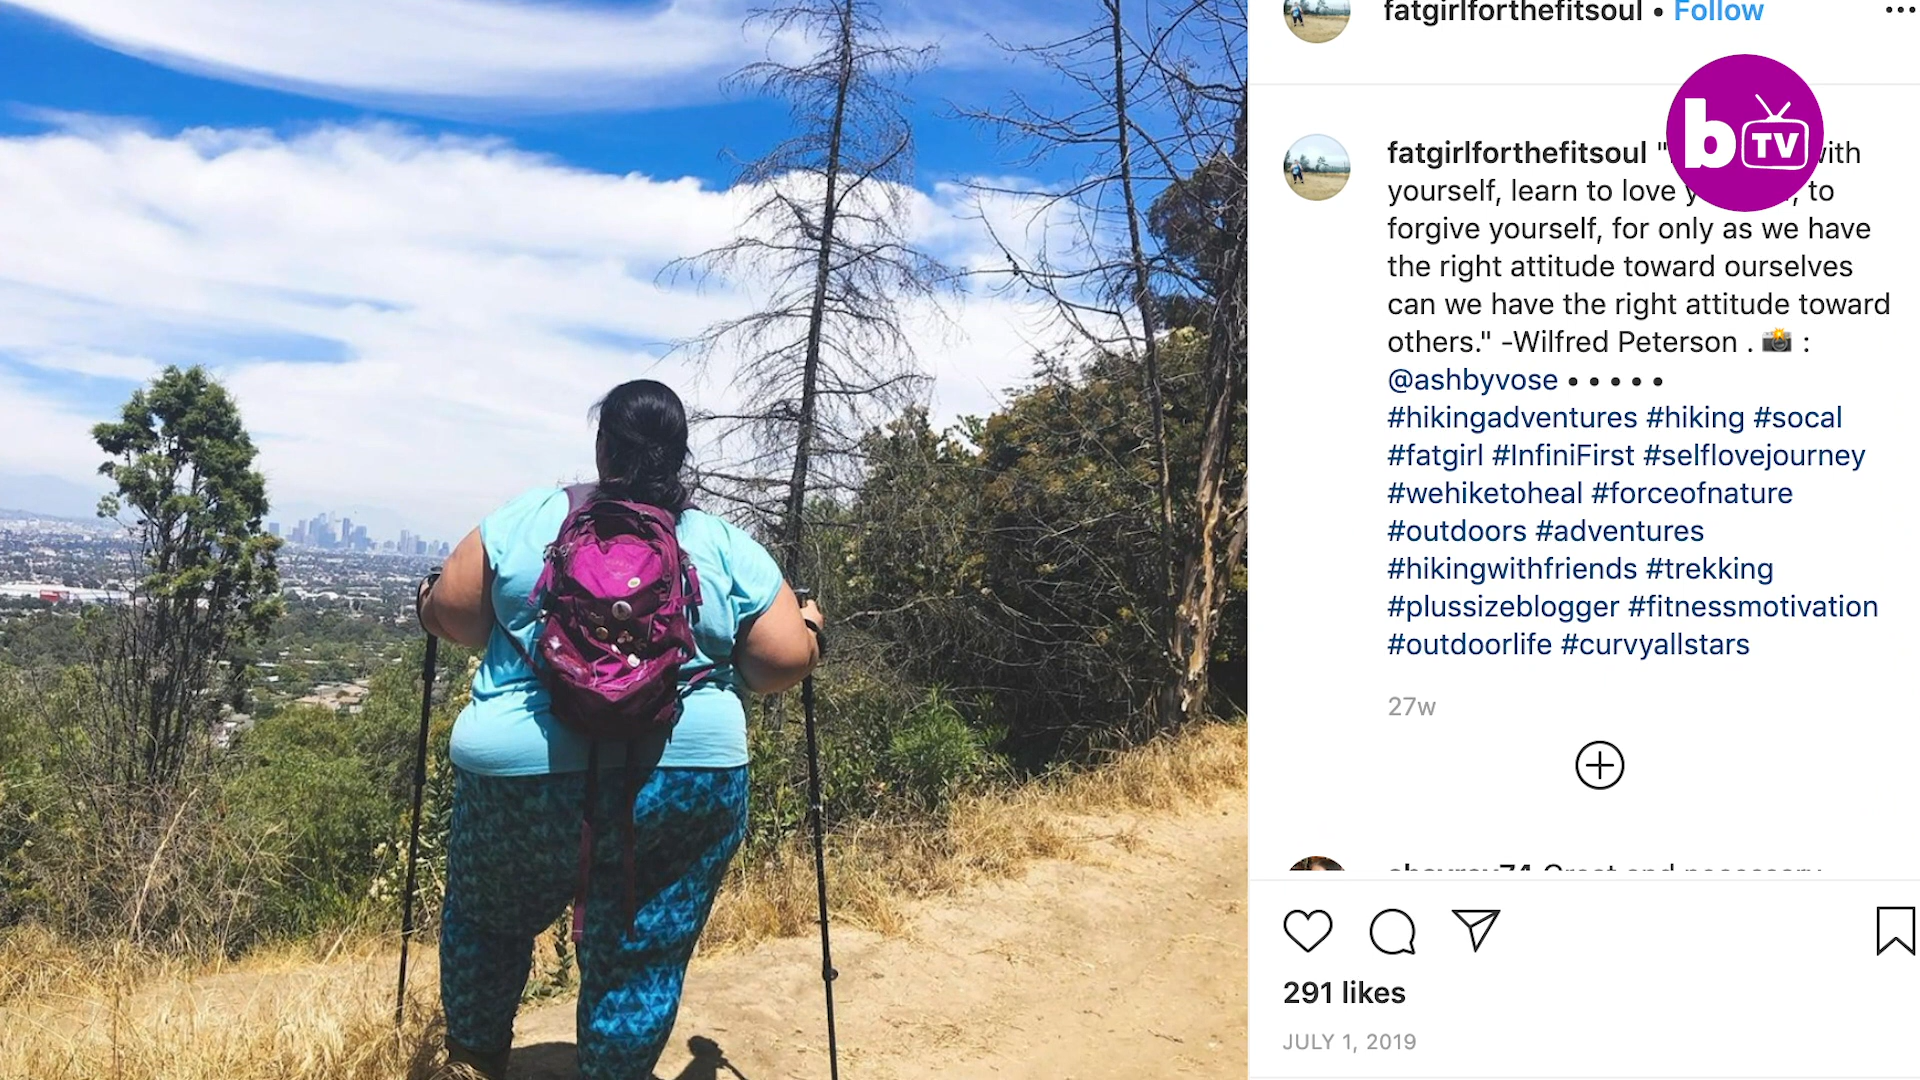 fatgirlforthefitsoul • Follow
bTV
fatgirlforthefitsoul " with
yourself, learn to love , to
forgive yourself, for only as we have
the right attitude toward ourselves
can we have the right attitude toward
others." -Wilfred Peterson . 📸 :
@ashbyvose • • • • •
#hikingadventures #hiking #socal
#fatgirl #InfiniFirst #selflovejourney
#wehiketoheal #forceofnature
#outdoors #adventures
#hikingwithfriends #trekking
#plussizeblogger #fitnessmotivation
#outdoorlife #curvyallstars
27w
291 likes
JULY 1, 2019